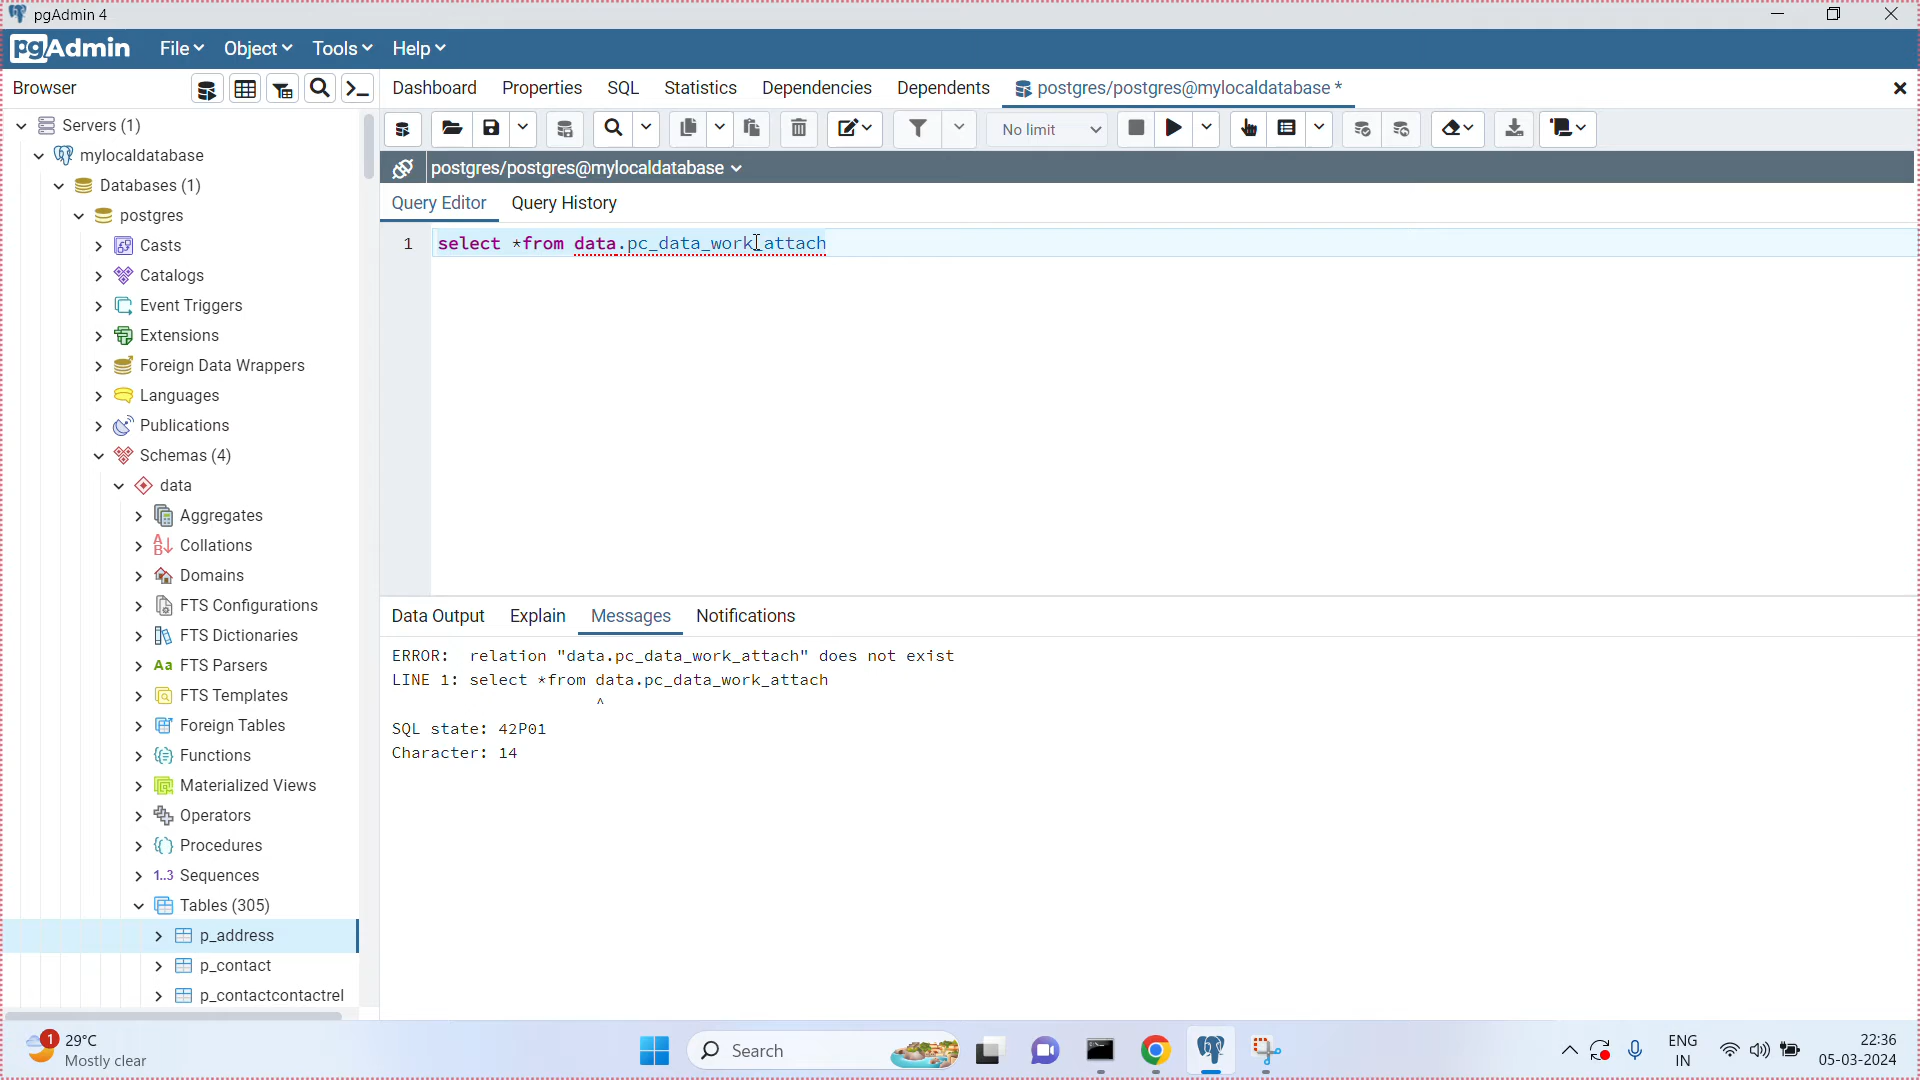 pgAdmin 4
pgAdmin File Object Tools Help
Browser Dashboard Properties SQL Statistics Dependencies Dependents postgres/postgres@mylocaldatabase *
No limit
postgres/postgres@mylocaldatabase
Query Editor Query History
1 select *from data.pc_data_work_attach
Servers (1)
mylocaldatabase
Databases (1)
postgres
Casts
Catalogs
Event Triggers
Extensions
Foreign Data Wrappers
Languages
Publications
Schemas (4)
data
Aggregates
Collations
Domains
FTS Configurations
FTS Dictionaries
Aa FTS Parsers
FTS Templates
Foreign Tables
Functions
Materialized Views
Operators
Procedures
1..3 Sequences
Tables (305)
p_address
p_contact
p_contactcontactrel
Data Output Explain Messages Notifications
ERROR:  relation "data.pc_data_work_attach" does not exist
LINE 1: select *from data.pc_data_work_attach
^
SQL state: 42P01
Character: 14
1 29°C
Mostly clear
Search
ENG
IN
22:36
05-03-2024